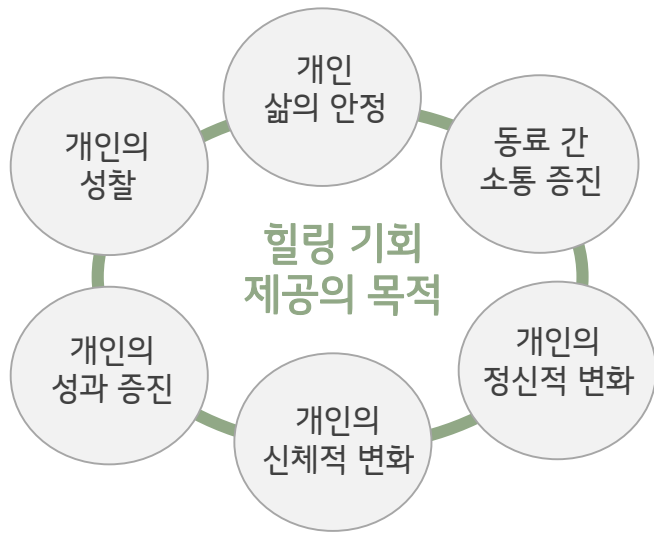 개인
삶의 안정
동료 간
소통 증진
개인의
정신적 변화
개인의
신체적 변화
개인의
성과 증진
개인의
성찰
힐링 기회
제공의 목적